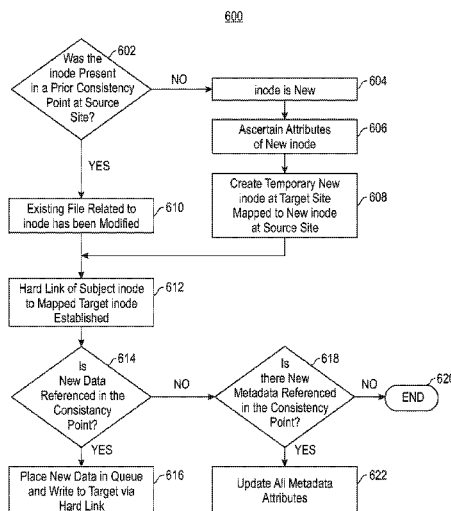 600
602
Was the
inode Present
in a Prior Consistency
Point at Source
Site?
NO
604
inode is New
606
Ascertain Attributes
of New inode
608
Create Temporary New
inode at Target Site
Mapped to New inode
at Source Site
YES
610
Existing File Related to
inode has been Modified
612
Hard Link of Subject inode
to Mapped Target inode
Established
614
Is
New Data
Referenced in the
Consistancy
Point?
NO
618
Is
there New
Metadata Referenced
in the Consistency
Point?
NO
620
END
YES
616
Place New Data in Queue
and Write to Target via
Hard Link
YES
622
Update All Metadata
Attributes